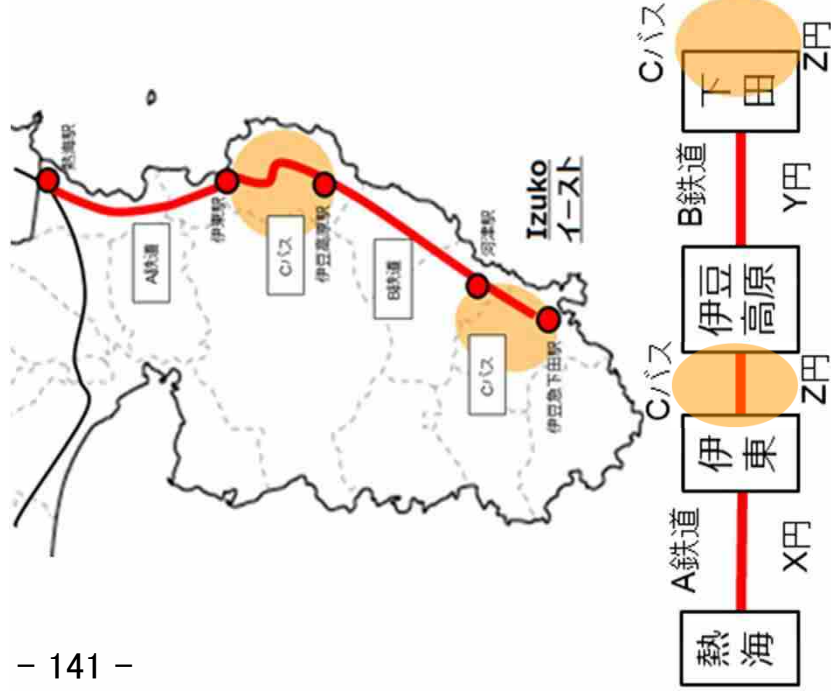 熱海駅
A鉄道
伊東駅
Cバス
伊豆高原駅
B鉄道
河津駅
Cバス
伊豆急下田駅
Izuko
イースト
熱海
A鉄道
X円
伊東
Cバス
Z円
伊豆
高原
B鉄道
Y円
下田
Cバス
Z円
- 141 -